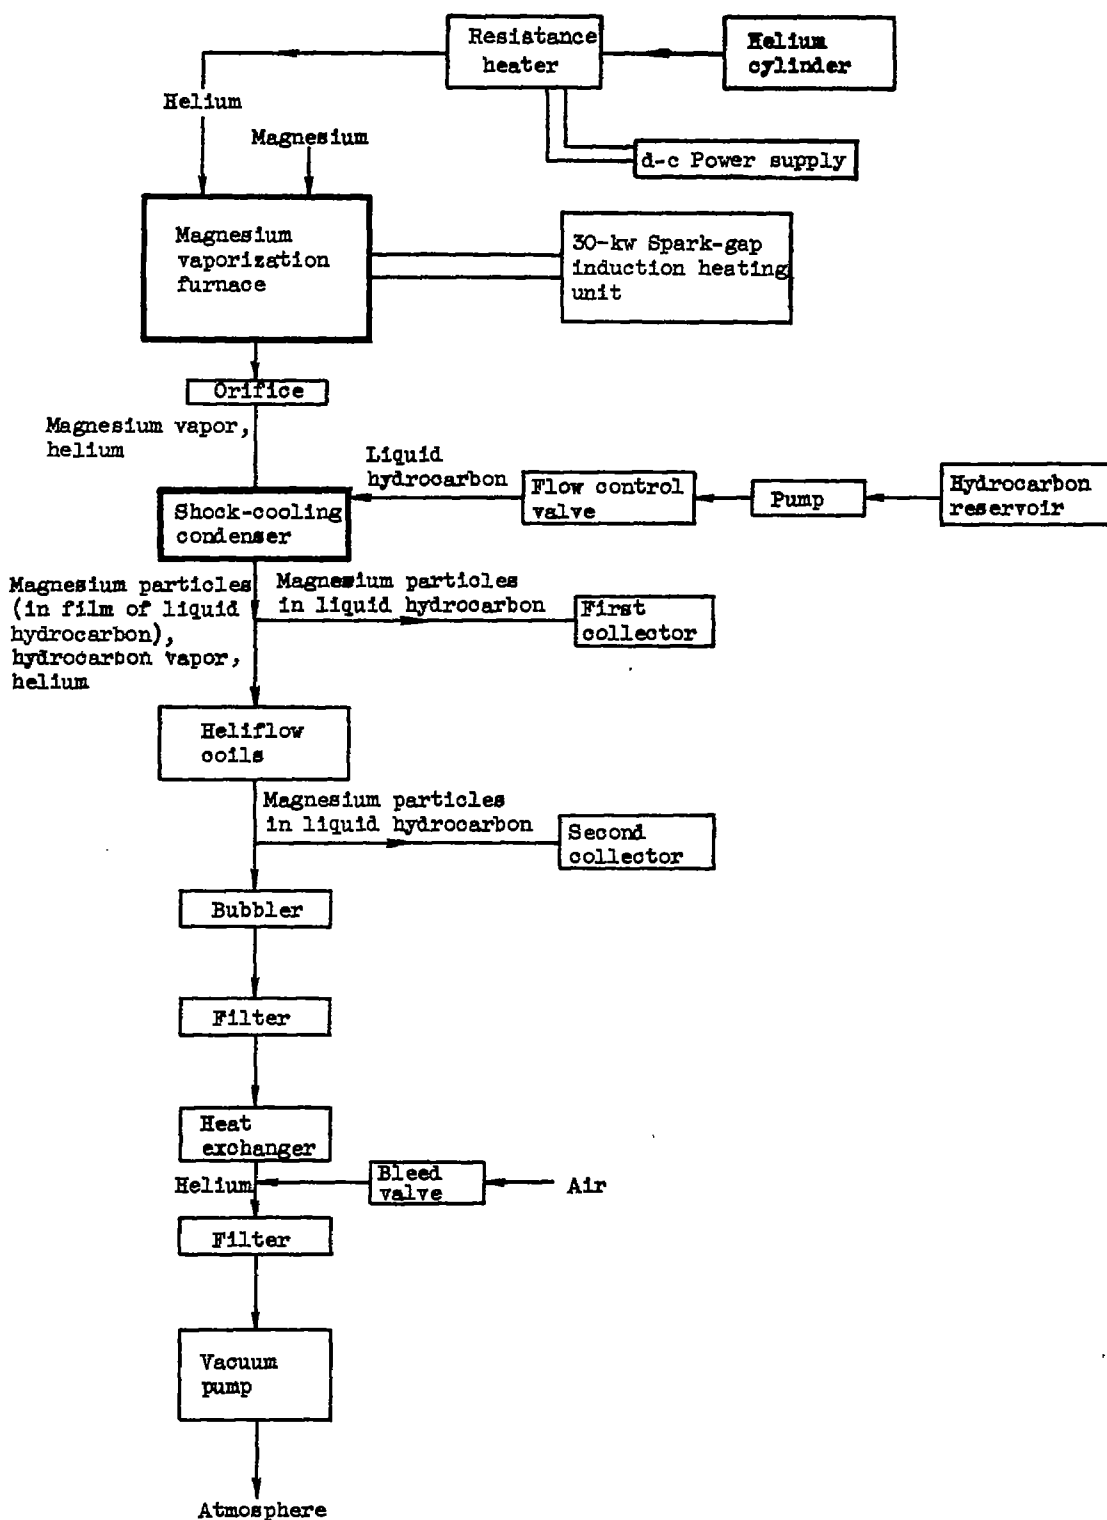 Resistance
heater
Helium
cylinder
Helium
Magnesium
d-c Power supply
Magnesium
vaporization
furnace
30-kw Spark-gap
induction heating
unit
Orifice
Magnesium vapor,
helium
Liquid
hydrocarbon
Flow control
valve
Pump
Hydrocarbon
reservoir
Shock-cooling
condenser
Magnesium particles
(in film of liquid
hydrocarbon),
hydrocarbon vapor,
helium
Magnesium particles
in liquid hydrocarbon
First
collector
Heliflow
coils
Magnesium particles
in liquid hydrocarbon
Second
collector
Bubbler
Filter
Heat
exchanger
Helium
Bleed
valve
Air
Filter
Vacuum
pump
Atmosphere